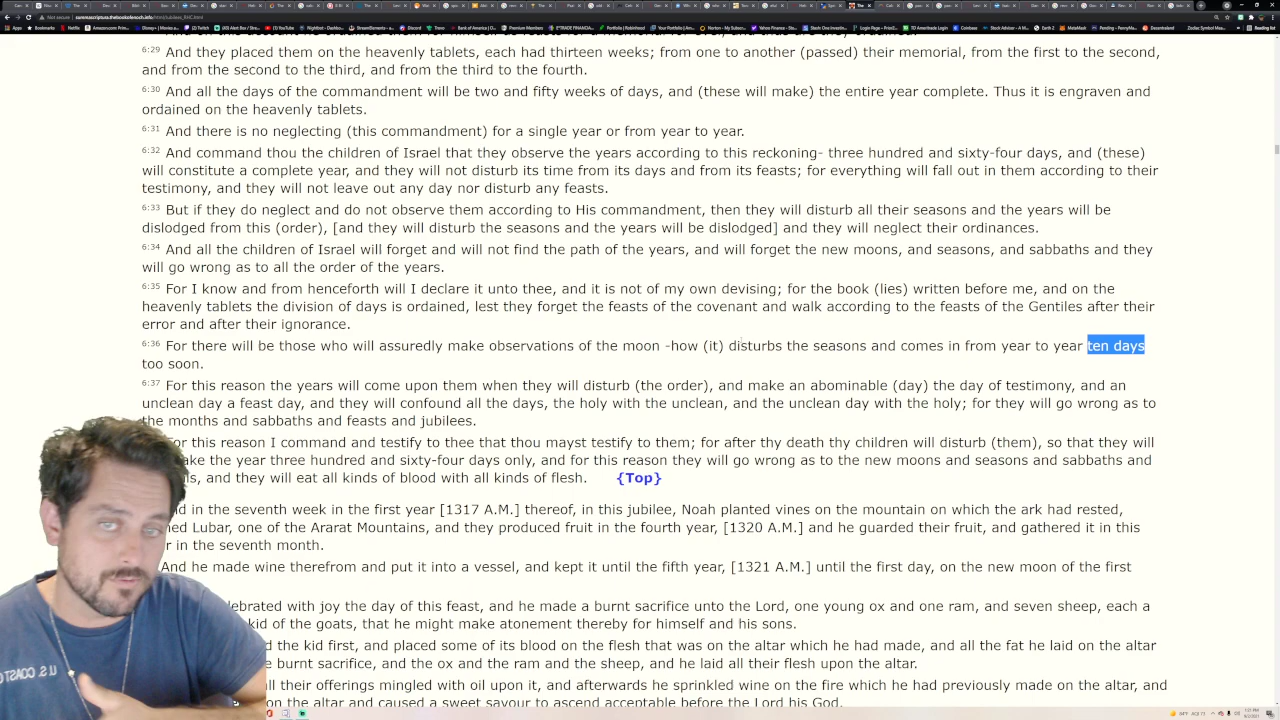 summascriptura.thebookofenoch.info/html/jubilees_RHC.html
6:29 And they placed them on the heavenly tablets, each had thirteen weeks; from one to another (passed) their memorial, from the first to the second,
and from the second to the third, and from the third to the fourth.
6:30 And all the days of the commandment will be two and fifty weeks of days, and (these will make) the entire year complete. Thus it is engraven and
ordained on the heavenly tablets.
6:31 And there is no neglecting (this commandment) for a single year or from year to year.
6:32 And command thou the children of Israel that they observe the years according to this reckoning- three hundred and sixty-four days, and (these)
will constitute a complete year, and they will not disturb its time from its days and from its feasts; for everything will fall out in them according to their
testimony, and they will not leave out any day nor disturb any feasts.
6:33 But if they do neglect and do not observe them according to His commandment, then they will disturb all their seasons and the years will be
dislodged from this (order), [and they will disturb the seasons and the years will be dislodged] and they will neglect their ordinances.
6:34 And all the children of Israel will forget and will not find the path of the years, and will forget the new moons, and seasons, and sabbaths and they
will go wrong as to all the order of the years.
6:35 For I know and from henceforth will I declare it unto thee, and it is not of my own devising; for the book (lies) written before me, and on the
heavenly tablets the division of days is ordained, lest they forget the feasts of the covenant and walk according to the feasts of the Gentiles after their
error and after their ignorance.
6:36 For there will be those who will assuredly make observations of the moon -how (it) disturbs the seasons and comes in from year to year ten days
too soon.
6:37 For this reason the years will come upon them when they will disturb (the order), and make an abominable (day) the day of testimony, and an
unclean day a feast day, and they will confound all the days, the holy with the unclean, and the unclean day with the holy; for they will go wrong as to
the months and sabbaths and feasts and jubilees.
For this reason I command and testify to thee that thou mayst testify to them; for after thy death thy children will disturb (them), so that they will
make the year three hundred and sixty-four days only, and for this reason they will go wrong as to the new moons and seasons and sabbaths and
and they will eat all kinds of blood with all kinds of flesh. {Top}
in the seventh week in the first year [1317 A.M.] thereof, in this jubilee, Noah planted vines on the mountain on which the ark had rested,
Lubar, one of the Ararat Mountains, and they produced fruit in the fourth year, [1320 A.M.] and he guarded their fruit, and gathered it in this
in the seventh month.
And he made wine therefrom and put it into a vessel, and kept it until the fifth year, [1321 A.M.] until the first day, on the new moon of the first
with joy the day of this feast, and he made a burnt sacrifice unto the Lord, one young ox and one ram, and seven sheep, each a
kid of the goats, that he might make atonement thereby for himself and his sons.
the kid first, and placed some of its blood on the flesh that was on the altar which he had made, and all the fat he laid on the altar
burnt sacrifice, and the ox and the ram and the sheep, and he laid all their flesh upon the altar.
all their offerings mingled with oil upon it, and afterwards he sprinkled wine on the fire which he had previously made on the altar, and
on the altar and caused a sweet savour to ascend acceptable before the Lord his God.
U.S. COAST